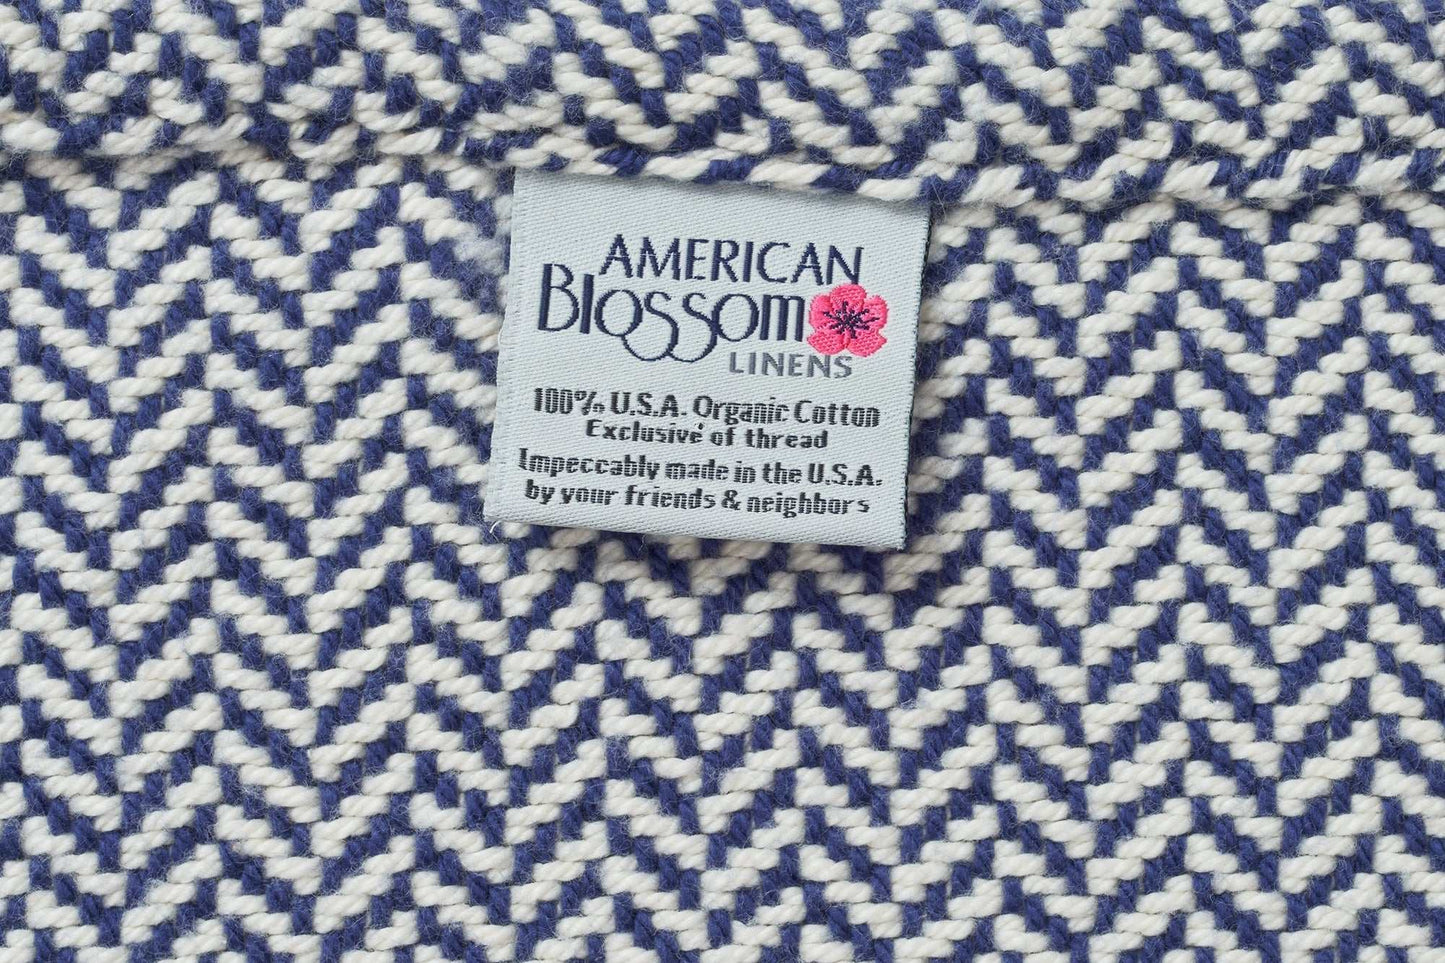 AMERICAN
Blossom
LINENS
100% U.S.A. Organic Cotton
Exclusive of thread
Impeccably made in the U.S.A.
by your friends & neighbors